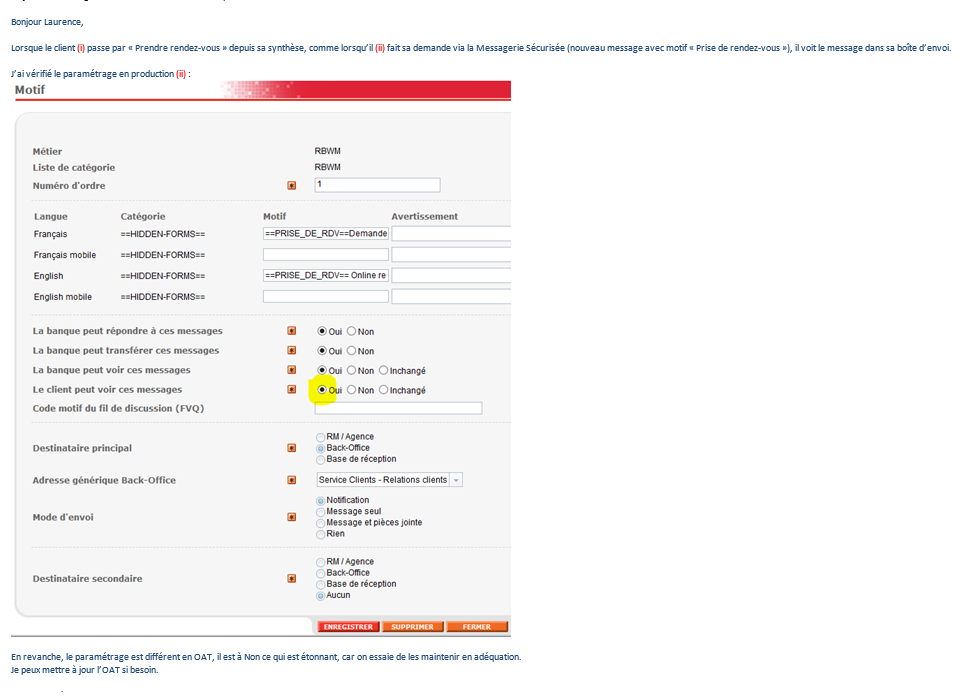 Bonjour Laurence,
Lorsque le client (i) passe par « Prendre rendez-vous » depuis sa synthèse, comme lorsqu'il (ii) fait sa demande via la Messagerie Sécurisée (nouveau message avec motif « Prise de rendez-vous »), il voit le message dans sa boîte d'envoi.
J'ai vérifié le paramétrage en production (ii) :
Motif
Métier RBWM
Liste de catégorie RBWM
Numéro d'ordre 1
Langue Catégorie Motif Avertissement
Français ==HIDDEN-FORMS== ==PRISE_DE_RDV==Demande
Français mobile ==HIDDEN-FORMS==
English ==HIDDEN-FORMS== ==PRISE_DE_RDV== Online re
English mobile ==HIDDEN-FORMS==
La banque peut répondre à ces messages Oui Non
La banque peut transférer ces messages Oui Non
La banque peut voir ces messages Oui Non Inchangé
Le client peut voir ces messages Oui Non Inchangé
Code motif du fil de discussion (FVQ)
Destinataire principal
RM / Agence
Back-Office
Base de réception
Adresse générique Back-Office Service Clients - Relations clients
Mode d'envoi
Notification
Message seul
Message et pièces jointe
Rien
Destinataire secondaire
RM / Agence
Back-Office
Base de réception
Aucun
ENREGISTRER SUPPRIMER FERMER
En revanche, le paramétrage est différent en OAT, il est à Non ce qui est étonnant, car on essaie de les maintenir en adéquation.
Je peux mettre à jour l'OAT si besoin.